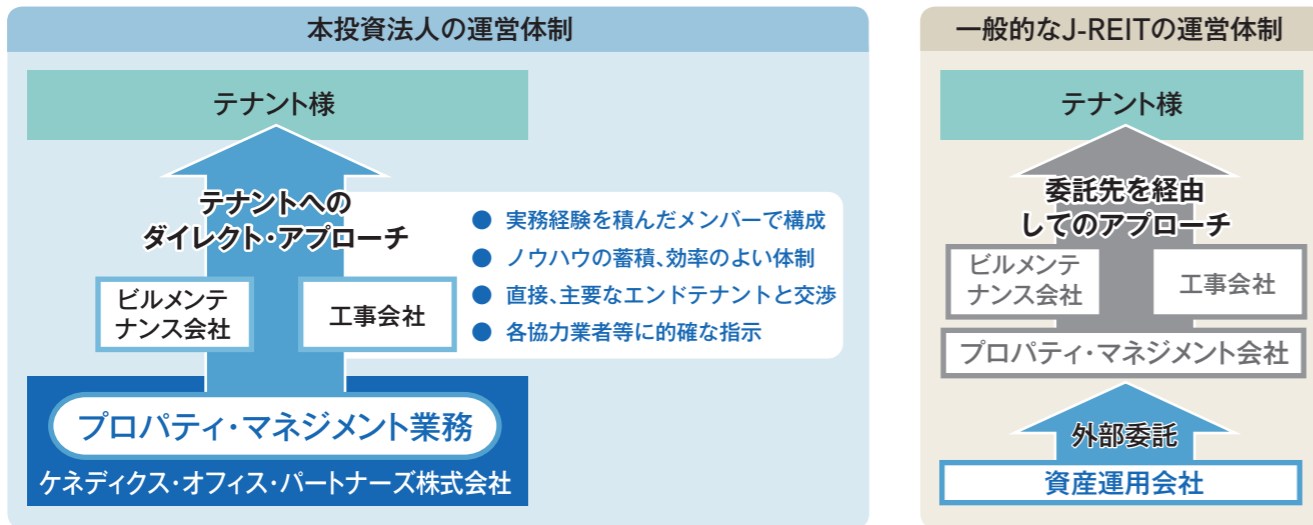 本投資法人の運営体制
テナント様
テナントへの
ダイレクト・アプローチ
ビルメンテ
ナンス会社
工事会社
● 実務経験を積んだメンバーで構成
● ノウハウの蓄積、効率のよい体制
● 直接、主要なエンドテナントと交渉
● 各協力業者等に的確な指示
プロパティ・マネジメント業務
ケネディクス・オフィス・パートナーズ株式会社
一般的なJ-REITの運営体制
テナント様
委託先を経由
してのアプローチ
ビルメンテ
ナンス会社
工事会社
プロパティ・マネジメント会社
外部委託
資産運用会社